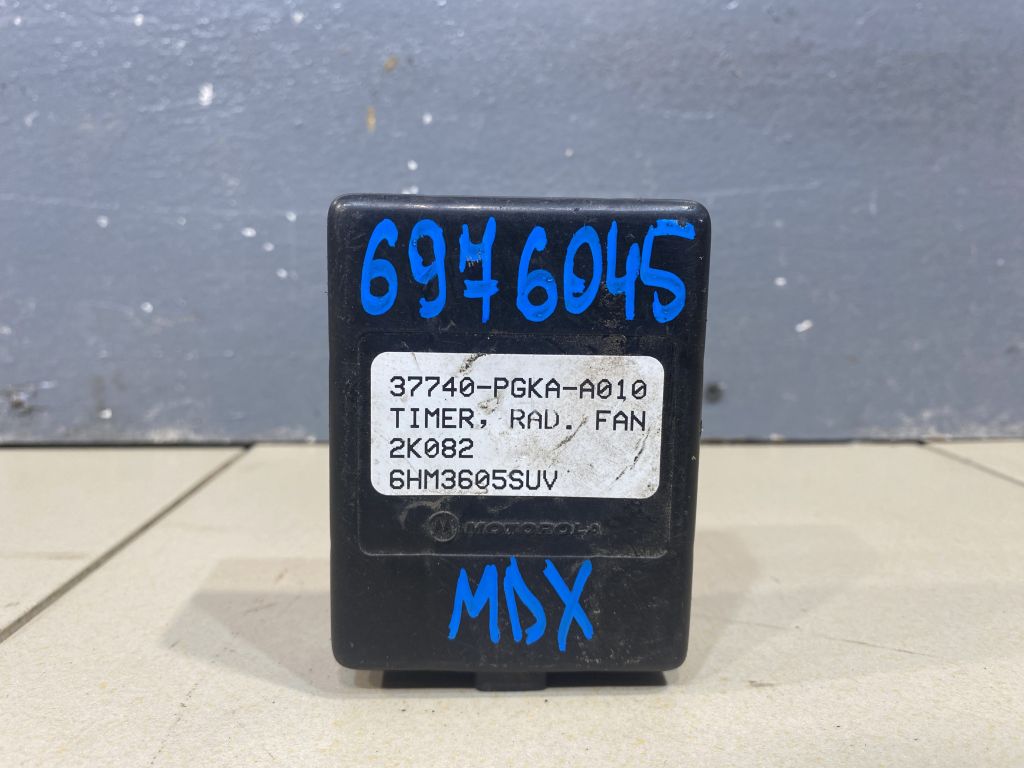 6976045
37740-PGKA-A010
TIMER, RAD. FAN
2K082
6HM3605SUV
MOTOROLA
MDX